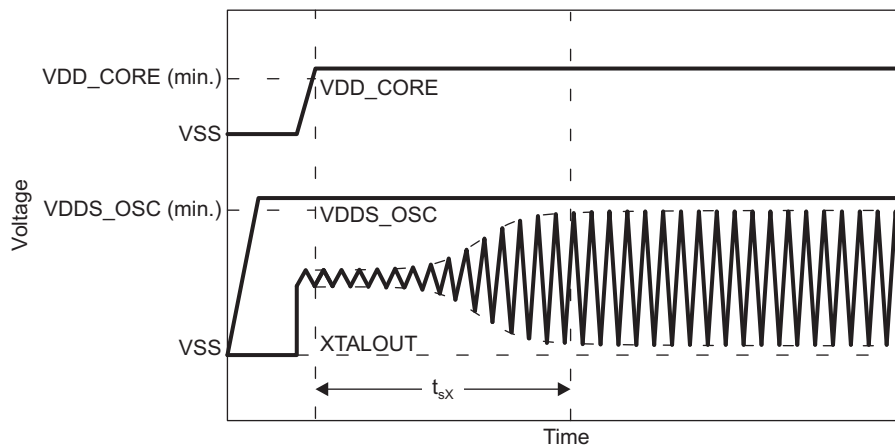 VDD_CORE (min.)
VDD_CORE
VSS
Voltage
VDDS_OSC (min.)
VDDS_OSC
VSS
XTALOUT
tsX
Time